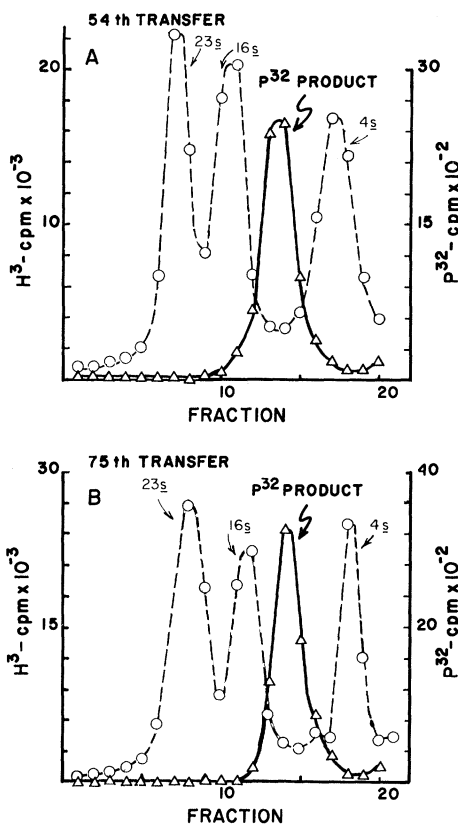 54th TRANSFER
A
23s
16s
P32 PRODUCT
4s
20
10
30
15
H3-cpm x 10-3
P32-cpm x 10-2
10
20
FRACTION
75th TRANSFER
B
23s
16s
P32 PRODUCT
4s
30
15
40
20
H3-cpm x 10-3
P32-cpm x 10-2
10
20
FRACTION